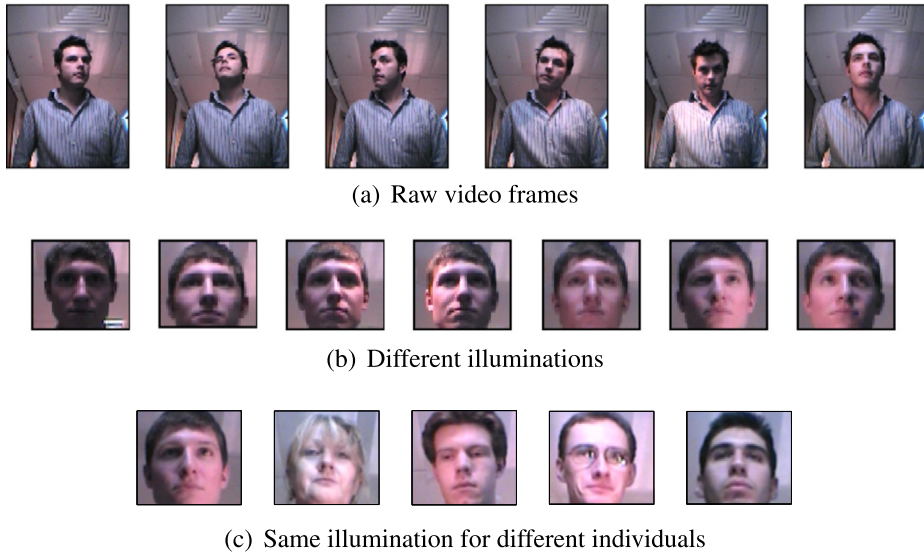 (a) Raw video frames
(b) Different illuminations
(c) Same illumination for different individuals